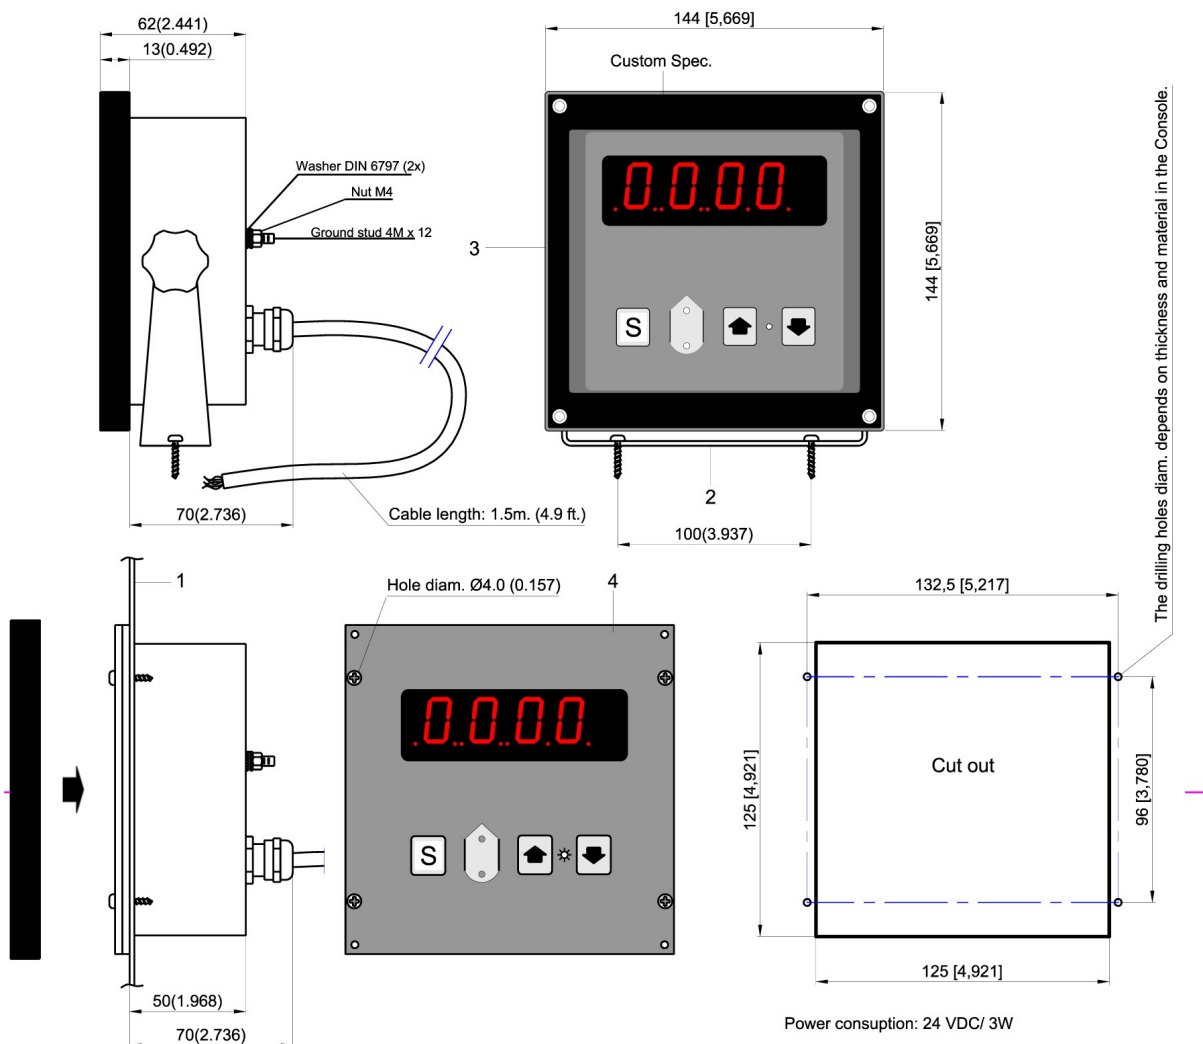 62(2.441)
13(0.492)
144 [5,669]
Custom Spec.
Washer DIN 6797 (2x)
Nut M4
Ground stud 4M x 12
0.0.0.0.
S
3
144 [5,669]
The drilling holes diam. depends on thickness and material in the Console.
2
70(2.736)
Cable length: 1.5m. (4.9 ft.)
100(3.937)
1
Hole diam. Ø4.0 (0.157)
4
132,5 [5,217]
.0..0..0.0.
S
125 [4,921]
Cut out
96 [3,780]
125 [4,921]
50(1.968)
70(2.736)
Power consuption: 24 VDC/ 3W